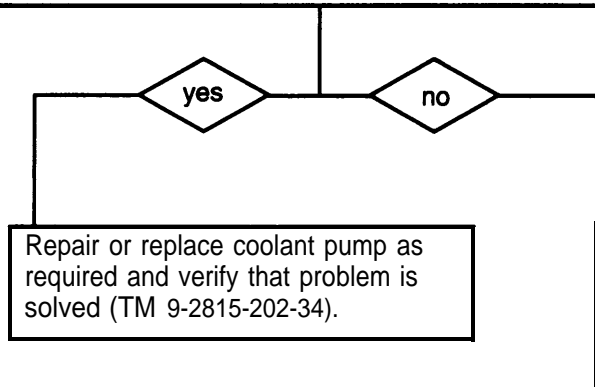 yes
no
Repair or replace coolant pump as
required and verify that problem is
solved (TM 9-2815-202-34).